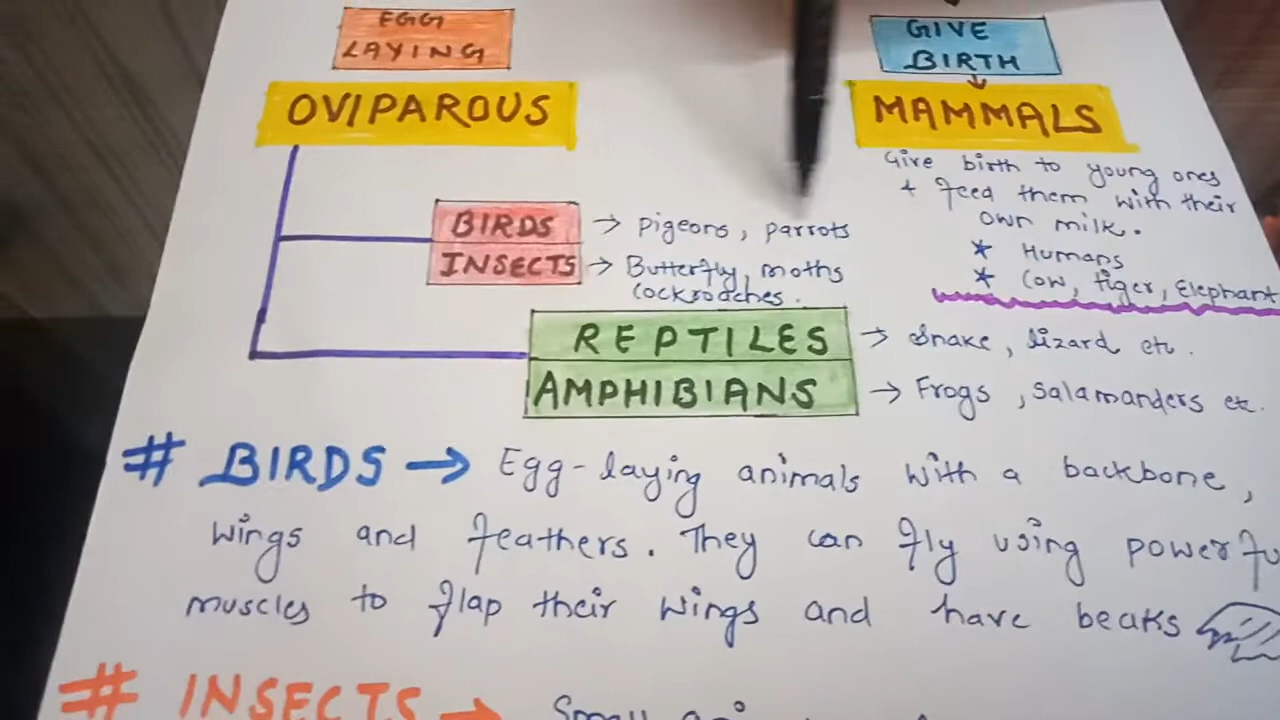 EGG
LAYING
OVIPAROUS
GIVE
BIRTH
MAMMALS
Give birth to young ones
+ feed them with their
own milk.
* Humans
* Cow, tiger, Elephant
BIRDS → pigeons, parrots
INSECTS → Butterfly, moths
cockroaches.
REPTILES → Snake, lizard etc.
AMPHIBIANS → Frogs, salamanders etc.
# BIRDS → Egg-laying animals with a backbone,
wings and feathers. They can fly using powerfu
muscles to flap their wings and have beaks
# INSECTS →